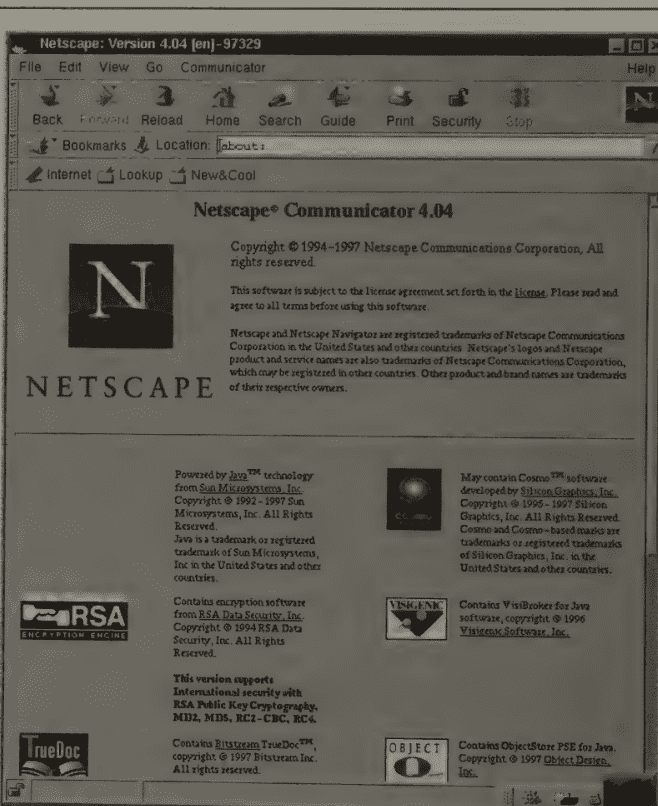 Netscape: Version 4.04 [en]-97329
File Edit View Go Communicator Help
Back Forward Reload Home Search Guide Print Security Stop
N
Bookmarks Location: about:
Internet Lookup New&Cool
Netscape® Communicator 4.04
N
NETSCAPE
Copyright © 1994-1997 Netscape Communications Corporation, All
rights reserved.
This software is subject to the license agreement set forth in the license. Please read and
agree to all terms before using this software.
Netscape and Netscape Navigator are registered trademarks of Netscape Communications
Corporation in the United States and other countries. Netscape's logos and Netscape
product and service names are also trademarks of Netscape Communications Corporation,
which may be registered in other countries. Other product and brand names are trademarks
of their respective owners.
Powered by Java™ technology
from Sun Microsystems, Inc.
Copyright © 1992-1997 Sun
Microsystems, Inc. All Rights
Reserved.
Java is a trademark or registered
trademark of Sun Microsystems,
Inc in the United States and other
countries.
May contain Cosmo™ software
developed by Silicon Graphics, Inc.
Copyright © 1995-1997 Silicon
Graphics, Inc. All Rights Reserved.
Cosmo and Cosmo-based marks are
trademarks or registered trademarks
of Silicon Graphics, Inc. in the
United States and other countries.
RSA
ENCRYPTION ENGINE
Contains encryption software
from RSA Data Security, Inc.
Copyright © 1994 RSA Data
Security, Inc. All Rights
Reserved.
This version supports
International security with
RSA Public Key Cryptography,
MD2, MD5, RC2-CBC, RC4.
VISIGENIC
Contains VisiBroker for Java
software, copyright © 1996
Visigenic Software, Inc.
TrueDoc
Contains Bitstream TrueDoc™,
copyright © 1997 Bitstream Inc.
All rights reserved.
OBJECT
Contains ObjectStore PSE for Java.
Copyright © 1997 Object Design,
Inc.